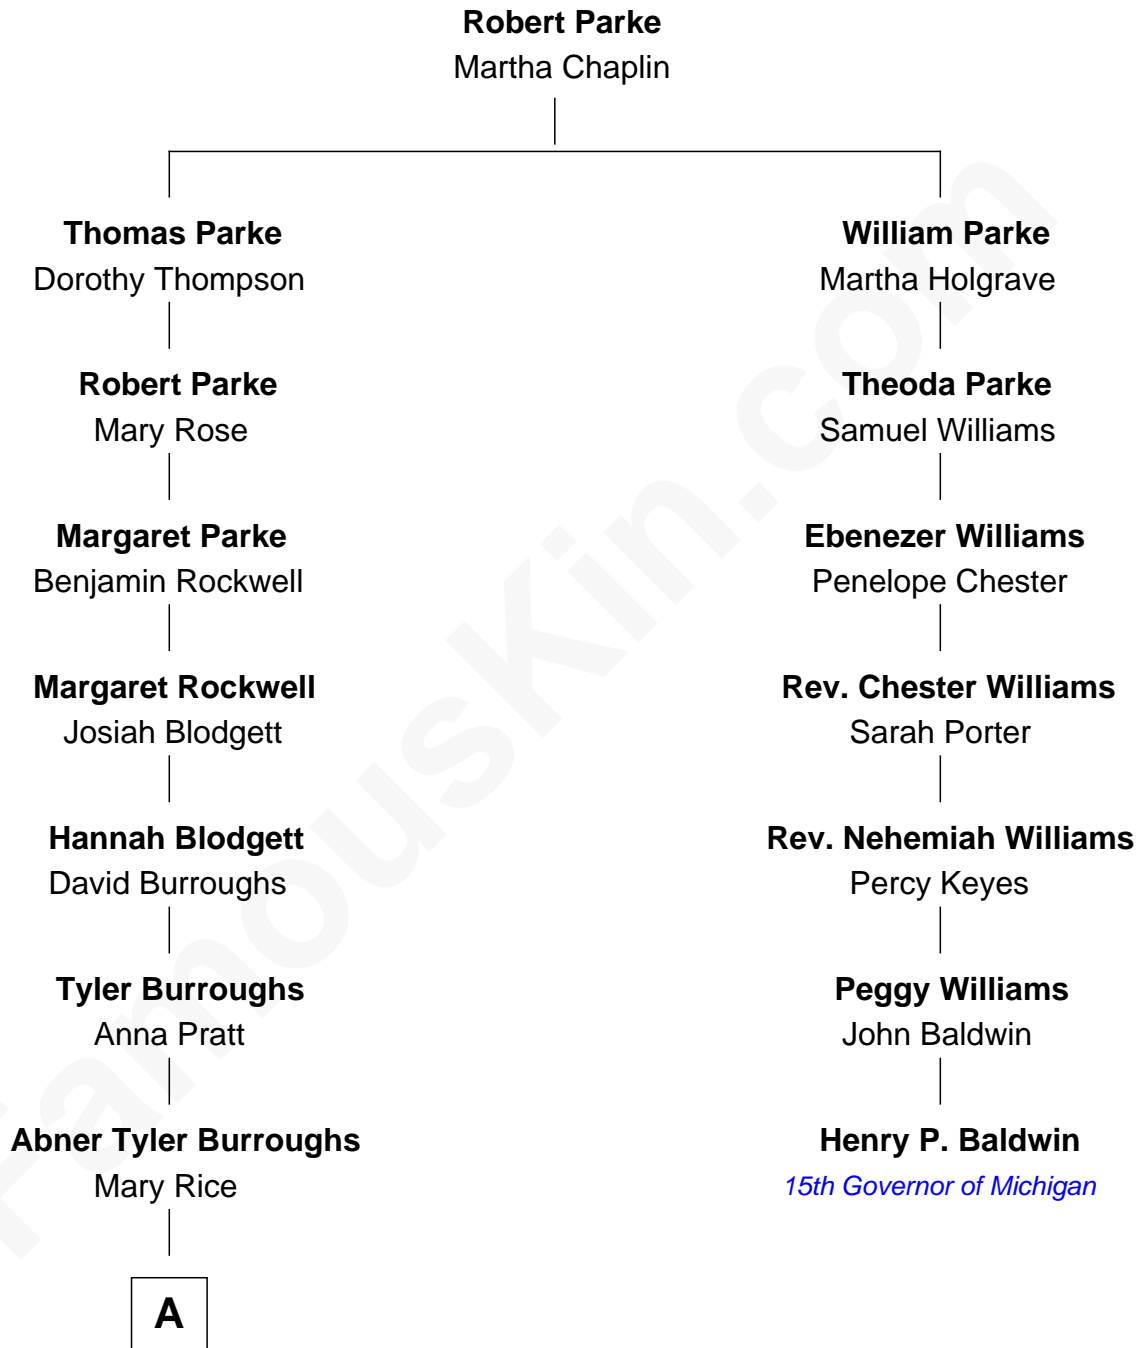 Robert Parke
Martha Chaplin
Thomas Parke
Dorothy Thompson
William Parke
Martha Holgrave
Robert Parke
Mary Rose
Theoda Parke
Samuel Williams
Margaret Parke
Benjamin Rockwell
Ebenezer Williams
Penelope Chester
Margaret Rockwell
Josiah Blodgett
Rev. Chester Williams
Sarah Porter
Hannah Blodgett
David Burroughs
Rev. Nehemiah Williams
Percy Keyes
Tyler Burroughs
Anna Pratt
Peggy Williams
John Baldwin
Abner Tyler Burroughs
Mary Rice
Henry P. Baldwin
15th Governor of Michigan
A
FamousKin.com